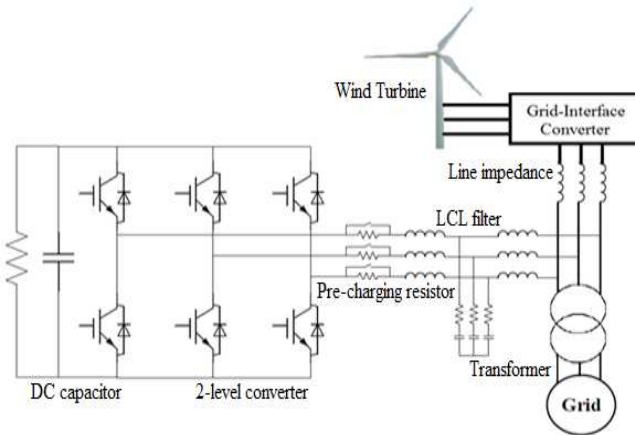 Wind Turbine
Grid-Interface
Converter
Line impedance
LCL filter
Pre-charging resistor
Transformer
DC capacitor
2-level converter
Grid